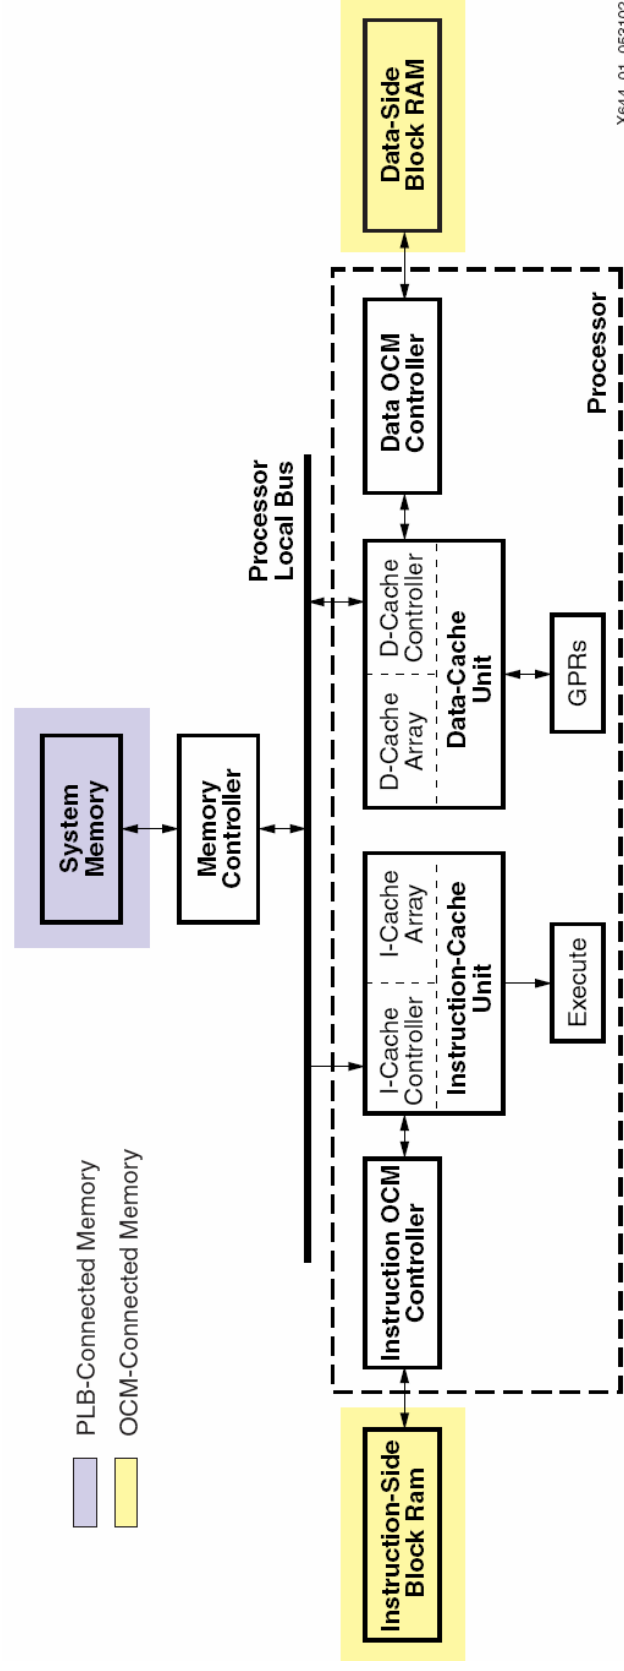 PLB-Connected Memory
OCM-Connected Memory
System
Memory
Memory
Controller
Processor
Local Bus
Instruction-Side
Block Ram
Instruction OCM
Controller
I-Cache
Controller
I-Cache
Array
Instruction-Cache
Unit
D-Cache
Array
D-Cache
Controller
Data-Cache
Unit
Data OCM
Controller
Data-Side
Block RAM
Execute
GPRs
Processor